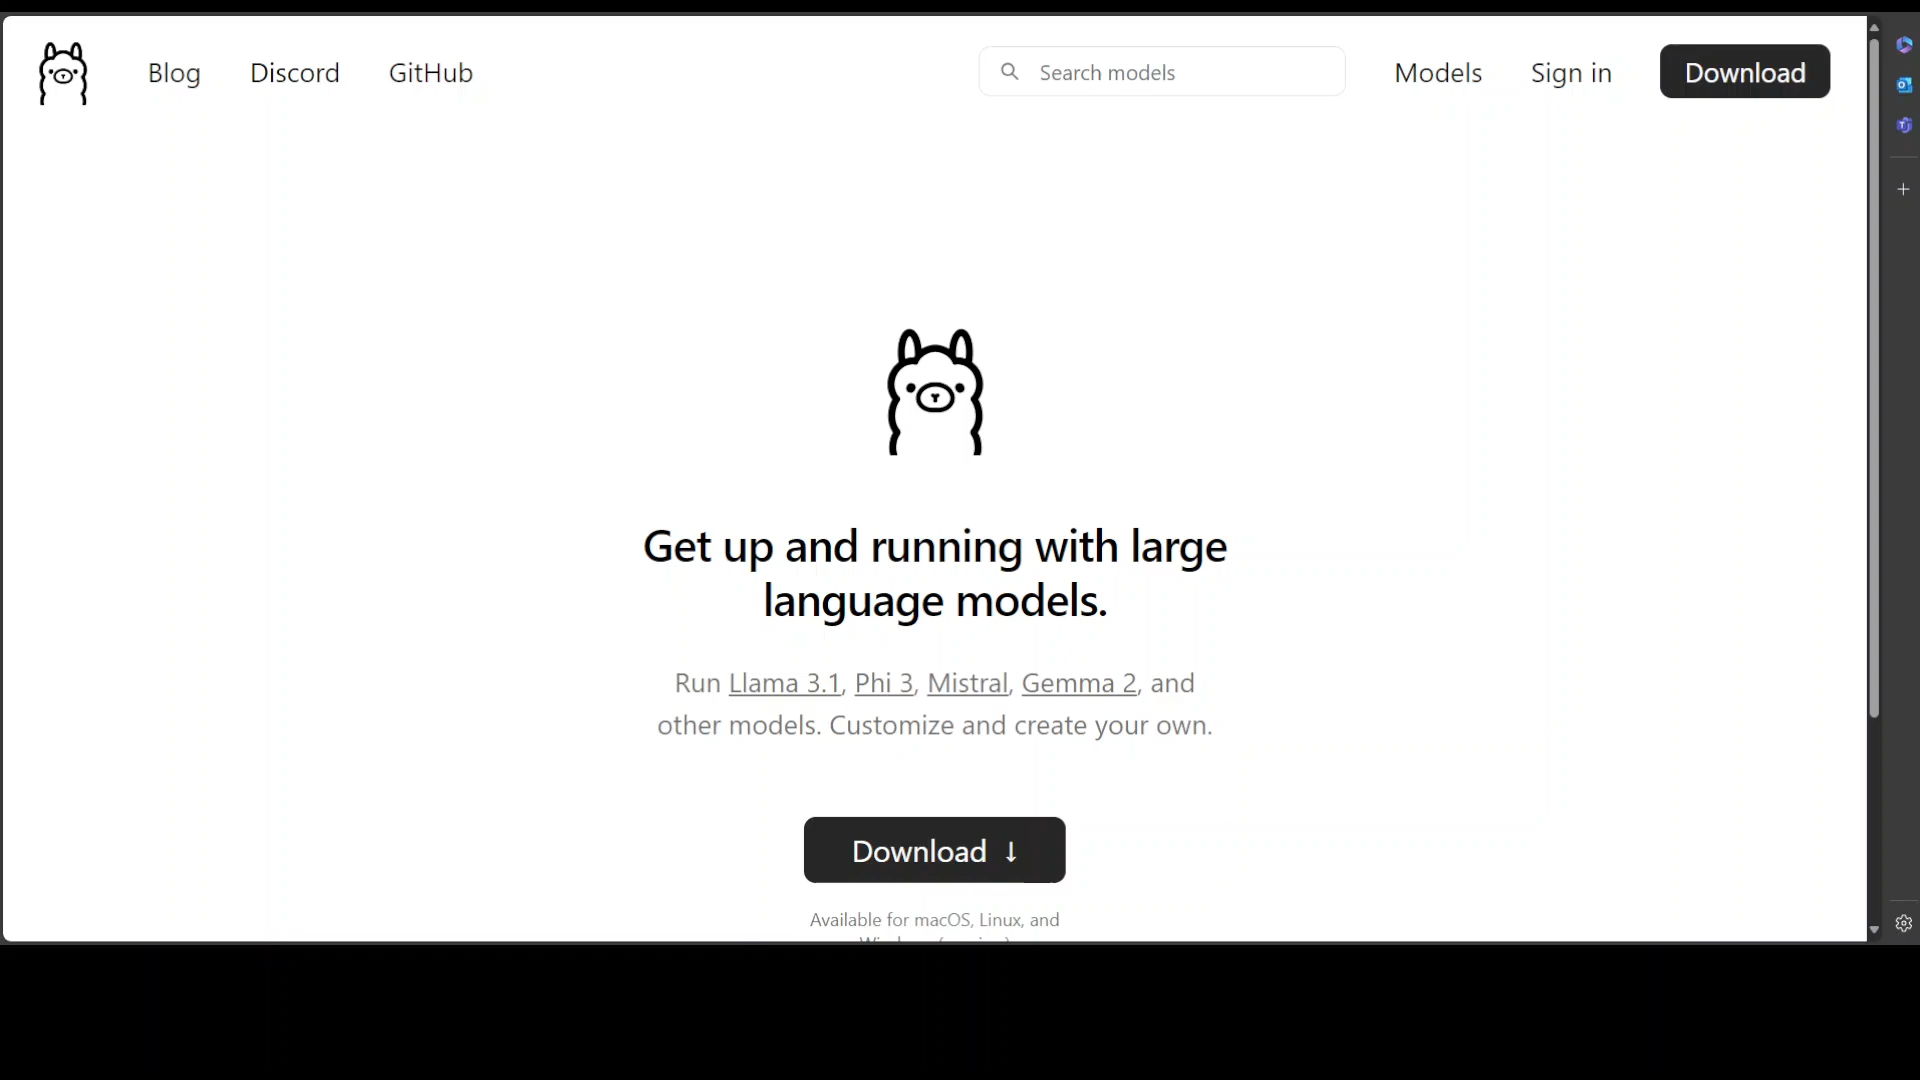 Blog Discord GitHub Search models Models Sign in Download
Get up and running with large
language models.
Run Llama 3.1, Phi 3, Mistral, Gemma 2, and
other models. Customize and create your own.
Download ↓
Available for macOS, Linux, and